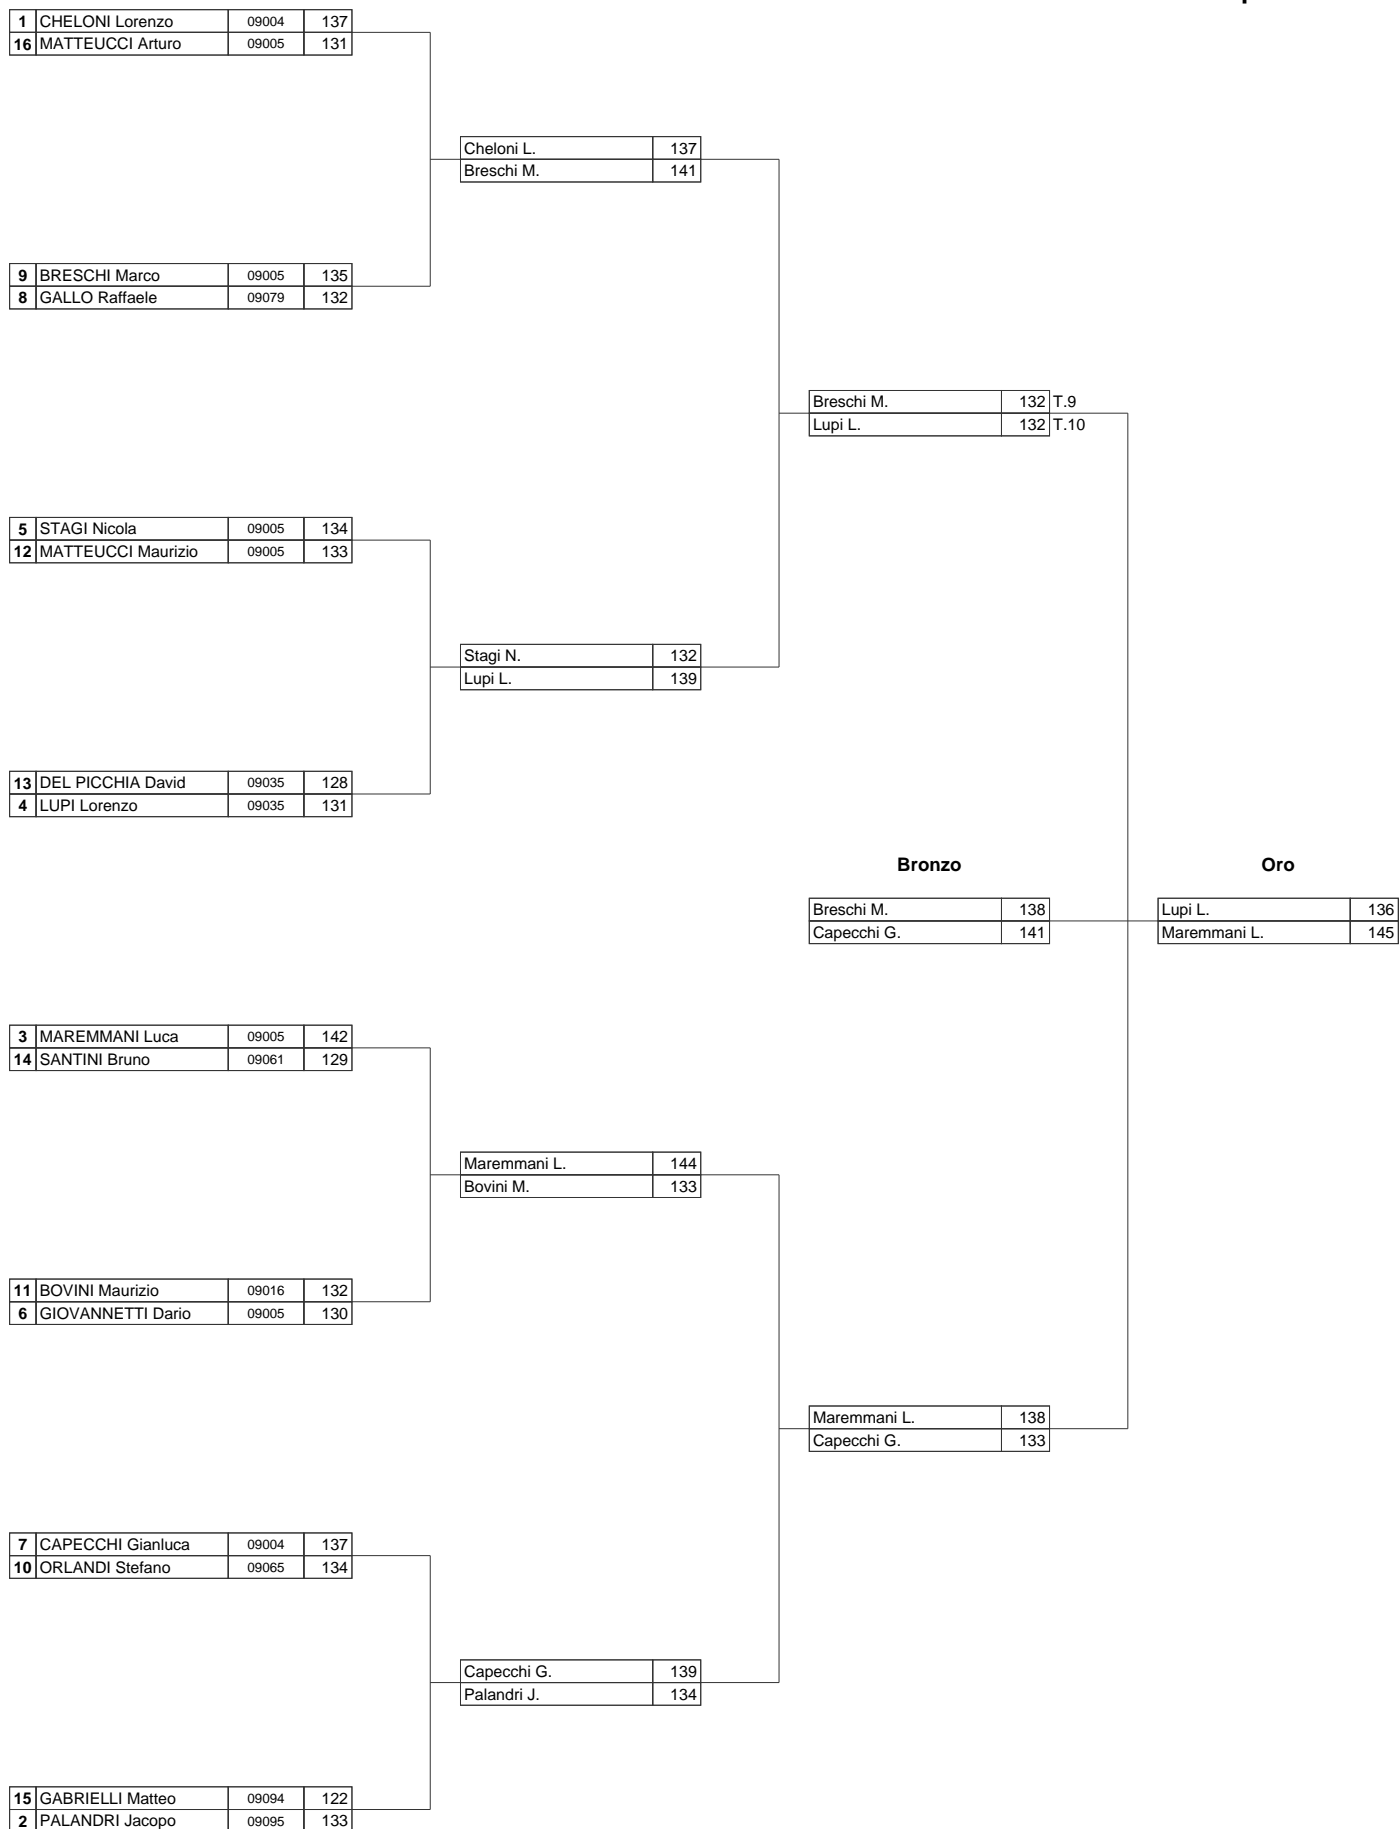 1 CHELONI Lorenzo 09004 137
16 MATTEUCCI Arturo 09005 131
Cheloni L. 137
Breschi M. 141
9 BRESCHI Marco 09005 135
8 GALLO Raffaele 09079 132
Breschi M. 132 T.9
Lupi L. 132 T.10
5 STAGI Nicola 09005 134
12 MATTEUCCI Maurizio 09005 133
Stagi N. 132
Lupi L. 139
13 DEL PICCHIA David 09035 128
4 LUPI Lorenzo 09035 131
Bronzo Oro
Breschi M. 138 Lupi L. 136
Capecchi G. 141 Maremmani L. 145
3 MAREMMANI Luca 09005 142
14 SANTINI Bruno 09061 129
Maremmani L. 144
Bovini M. 133
11 BOVINI Maurizio 09016 132
6 GIOVANNETTI Dario 09005 130
Maremmani L. 138
Capecchi G. 133
7 CAPECCHI Gianluca 09004 137
10 ORLANDI Stefano 09065 134
Capecchi G. 139
Palandri J. 134
15 GABRIELLI Matteo 09094 122
2 PALANDRI Jacopo 09095 133